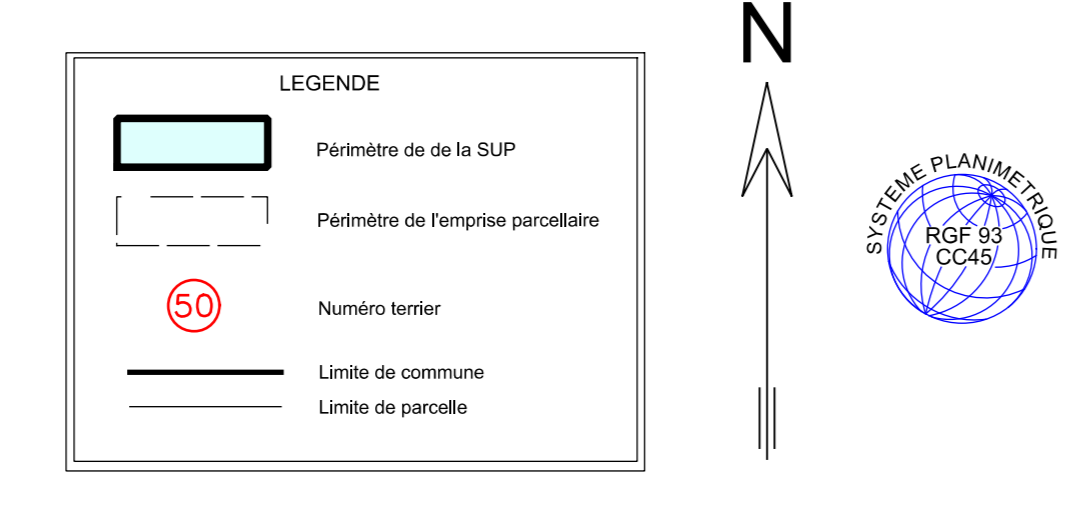 LEGENDE
Périmètre de de la SUP
Périmètre de l'emprise parcellaire
50
Numéro terrier
Limite de commune
Limite de parcelle
N
SYSTEME PLANIMETRIQUE
RGF 93
CC45